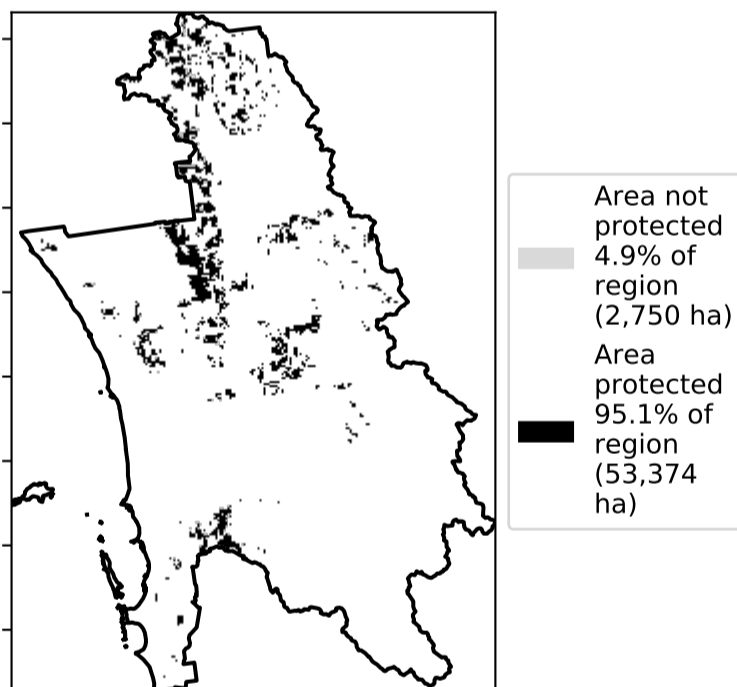 Area not
protected
4.9% of
region
(2,750 ha)
Area
protected
95.1% of
region
(53,374
ha)